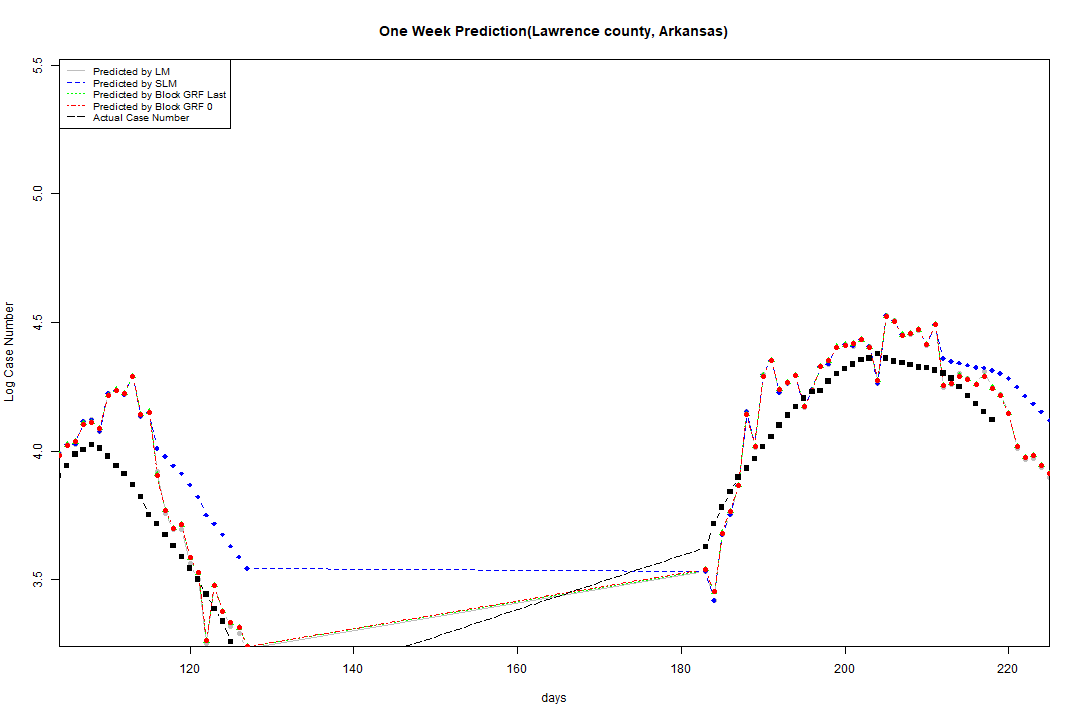 One Week Prediction(Lawrence county, Arkansas)
Predicted by LM
Predicted by SLM
Predicted by Block GRF Last
Predicted by Block GRF 0
Actual Case Number
5.5
5.0
4.5
4.0
3.5
Log Case Number
120
140
160
180
200
220
days